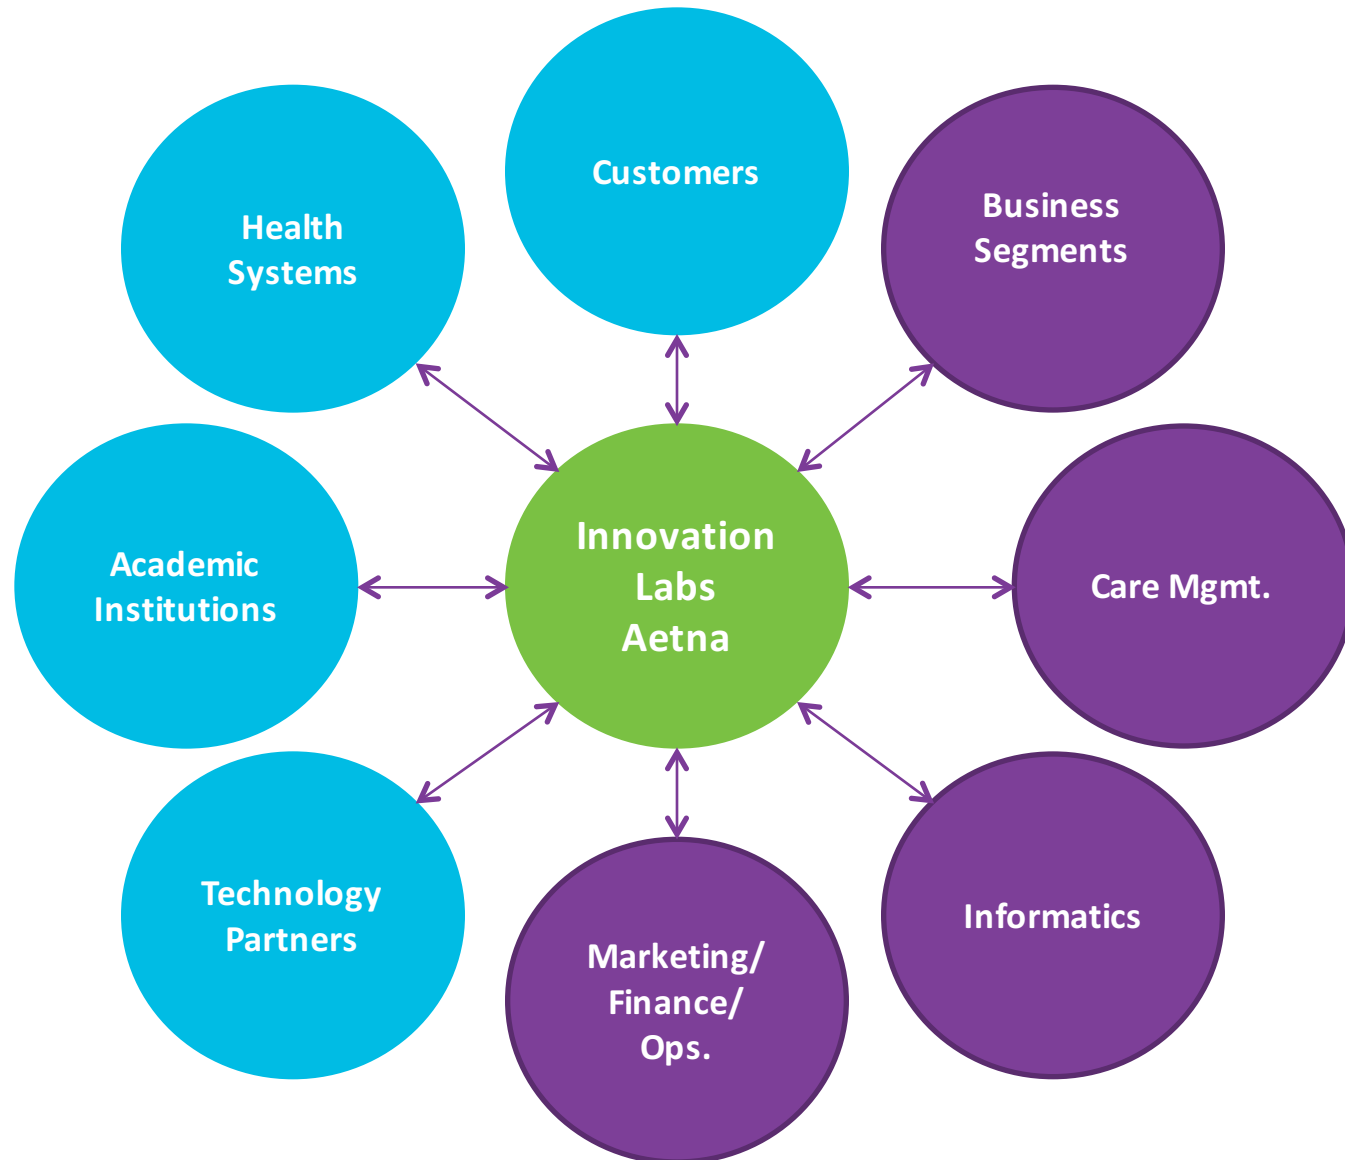 Customers
Health
Systems
Business
Segments
Academic
Institutions
Innovation
Labs
Aetna
Care Mgmt.
Technology
Partners
Informatics
Marketing/
Finance/
Ops.